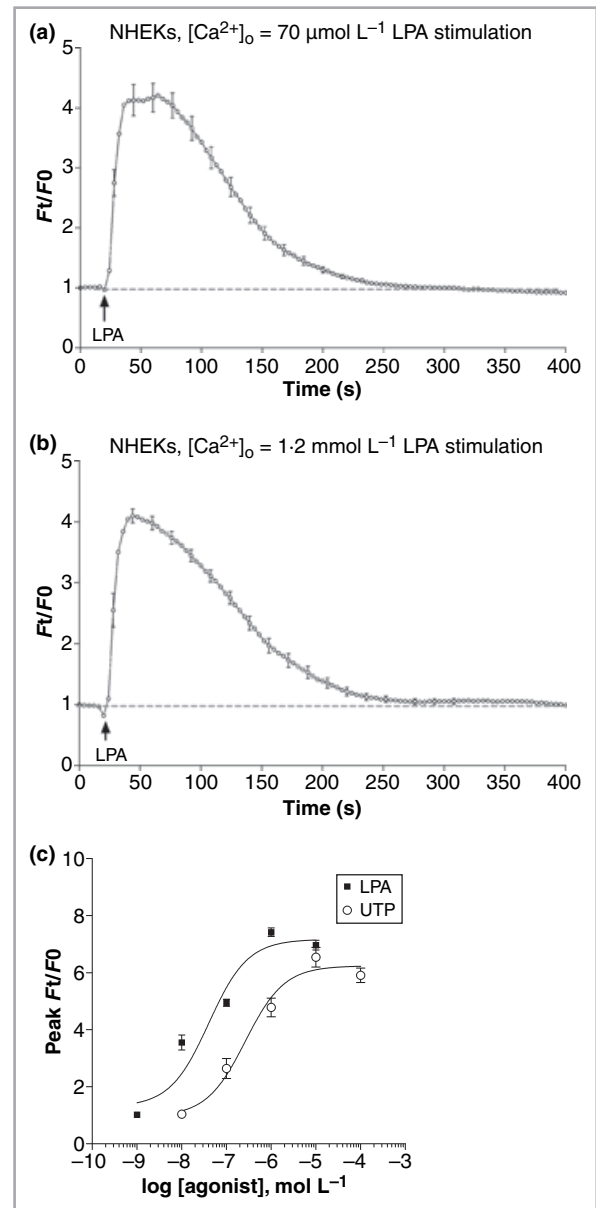 (a) NHEKs, [Ca2+]o = 70 µmol L−1 LPA stimulation
5
4
3
2
1
0
Ft/F0
LPA
0 50 100 150 200 250 300 350 400
Time (s)
(b) NHEKs, [Ca2+]o = 1·2 mmol L−1 LPA stimulation
5
4
3
2
1
0
Ft/F0
LPA
0 50 100 150 200 250 300 350 400
Time (s)
(c)
10
8
6
4
2
0
Peak Ft/F0
LPA
UTP
−10 −9 −8 −7 −6 −5 −4 −3
log [agonist], mol L−1